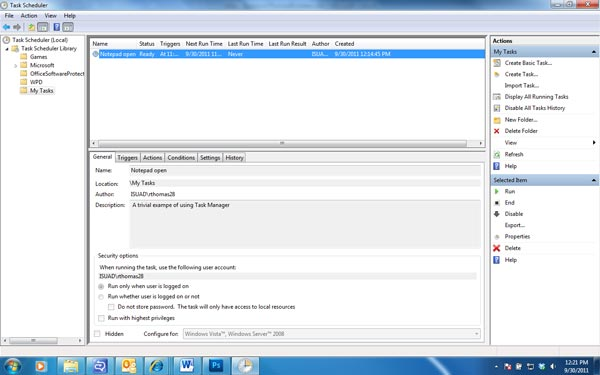 Task Scheduler
File Action View Help
Task Scheduler (Local)
Task Scheduler Library
Games
Microsoft
OfficeSoftwareProtect
WPD
My Tasks
Name Status Triggers Next Run Time Last Run Time Last Run Result Author Created
Notepad open Ready At 11:... 9/30/2011 11... Never ISUA... 9/30/2011 12:14:45 PM
General Triggers Actions Conditions Settings History
Name: Notepad open
Location: \My Tasks
Author: ISUAD\rthomas28
Description: A trivial exampe of using Task Manager
Security options
When running the task, use the following user account:
ISUAD\rthomas28
Run only when user is logged on
Run whether user is logged on or not
Do not store password. The task will only have access to local resources
Run with highest privileges
Hidden Configure for: Windows Vista™, Windows Server™ 2008
Actions
My Tasks
Create Basic Task...
Create Task...
Import Task...
Display All Running Tasks
Disable All Tasks History
New Folder...
Delete Folder
View
Refresh
Help
Selected Item
Run
End
Disable
Export...
Properties
Delete
Help
12:21 PM
9/30/2011